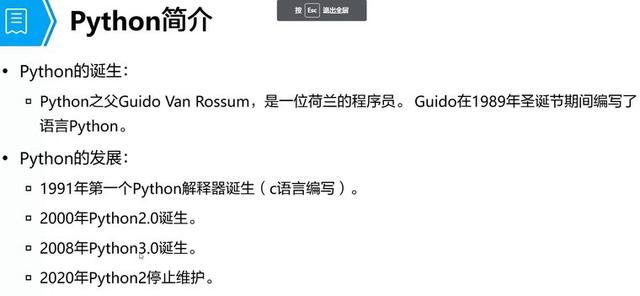 Python简介
按 Esc 退出全屏
• Python的诞生：
▫ Python之父Guido Van Rossum，是一位荷兰的程序员。 Guido在1989年圣诞节期间编写了
语言Python。
• Python的发展：
▫ 1991年第一个Python解释器诞生（c语言编写）。
▫ 2000年Python2.0诞生。
▫ 2008年Python3.0诞生。
▫ 2020年Python2停止维护。